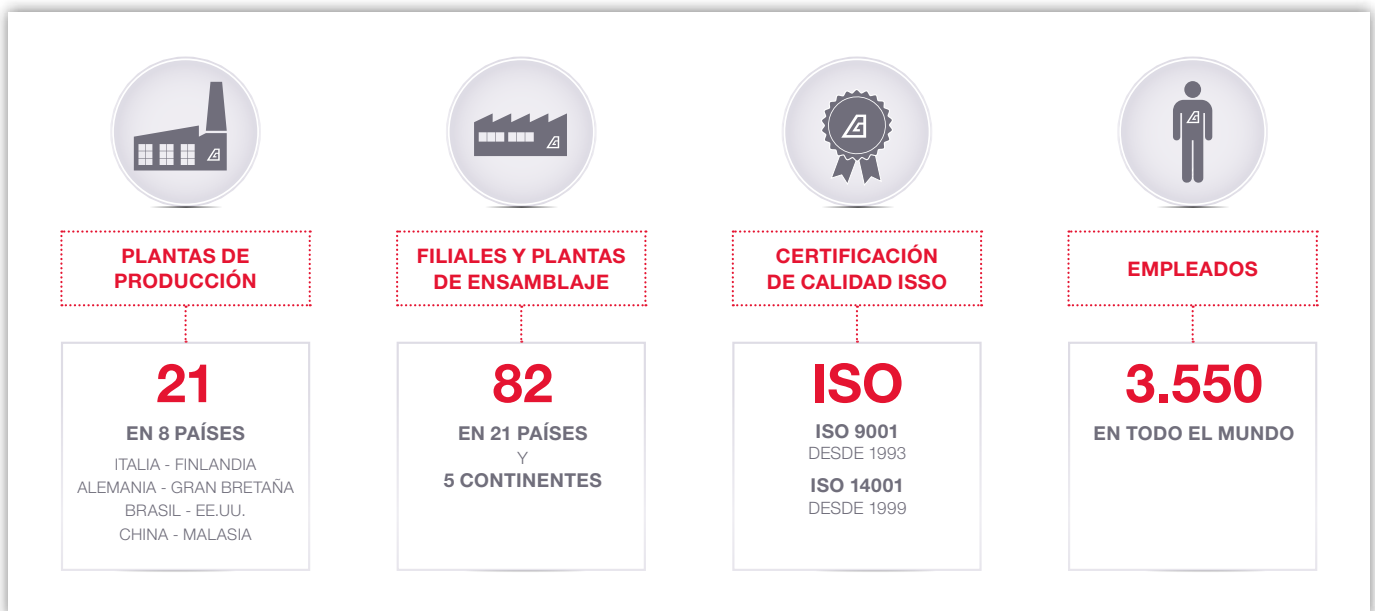 PLANTAS DE
PRODUCCIÓN
21
EN 8 PAÍSES
ITALIA - FINLANDIA
ALEMANIA - GRAN BRETAÑA
BRASIL - EE.UU.
CHINA - MALASIA
FILIALES Y PLANTAS
DE ENSAMBLAJE
82
EN 21 PAÍSES
Y
5 CONTINENTES
CERTIFICACIÓN
DE CALIDAD ISSO
ISO
ISO 9001
DESDE 1993
ISO 14001
DESDE 1999
EMPLEADOS
3.550
EN TODO EL MUNDO